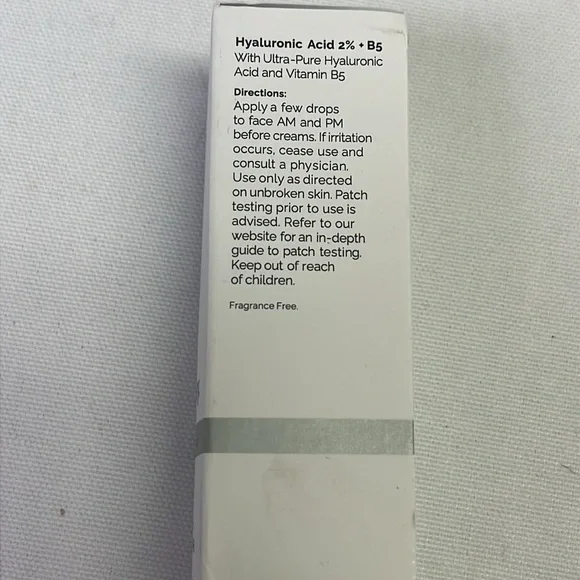 Hyaluronic Acid 2% + B5
With Ultra-Pure Hyaluronic
Acid and Vitamin B5
Directions:
Apply a few drops
to face AM and PM
before creams. If irritation
occurs, cease use and
consult a physician.
Use only as directed
on unbroken skin. Patch
testing prior to use is
advised. Refer to our
website for an in-depth
guide to patch testing.
Keep out of reach
of children.
Fragrance Free.